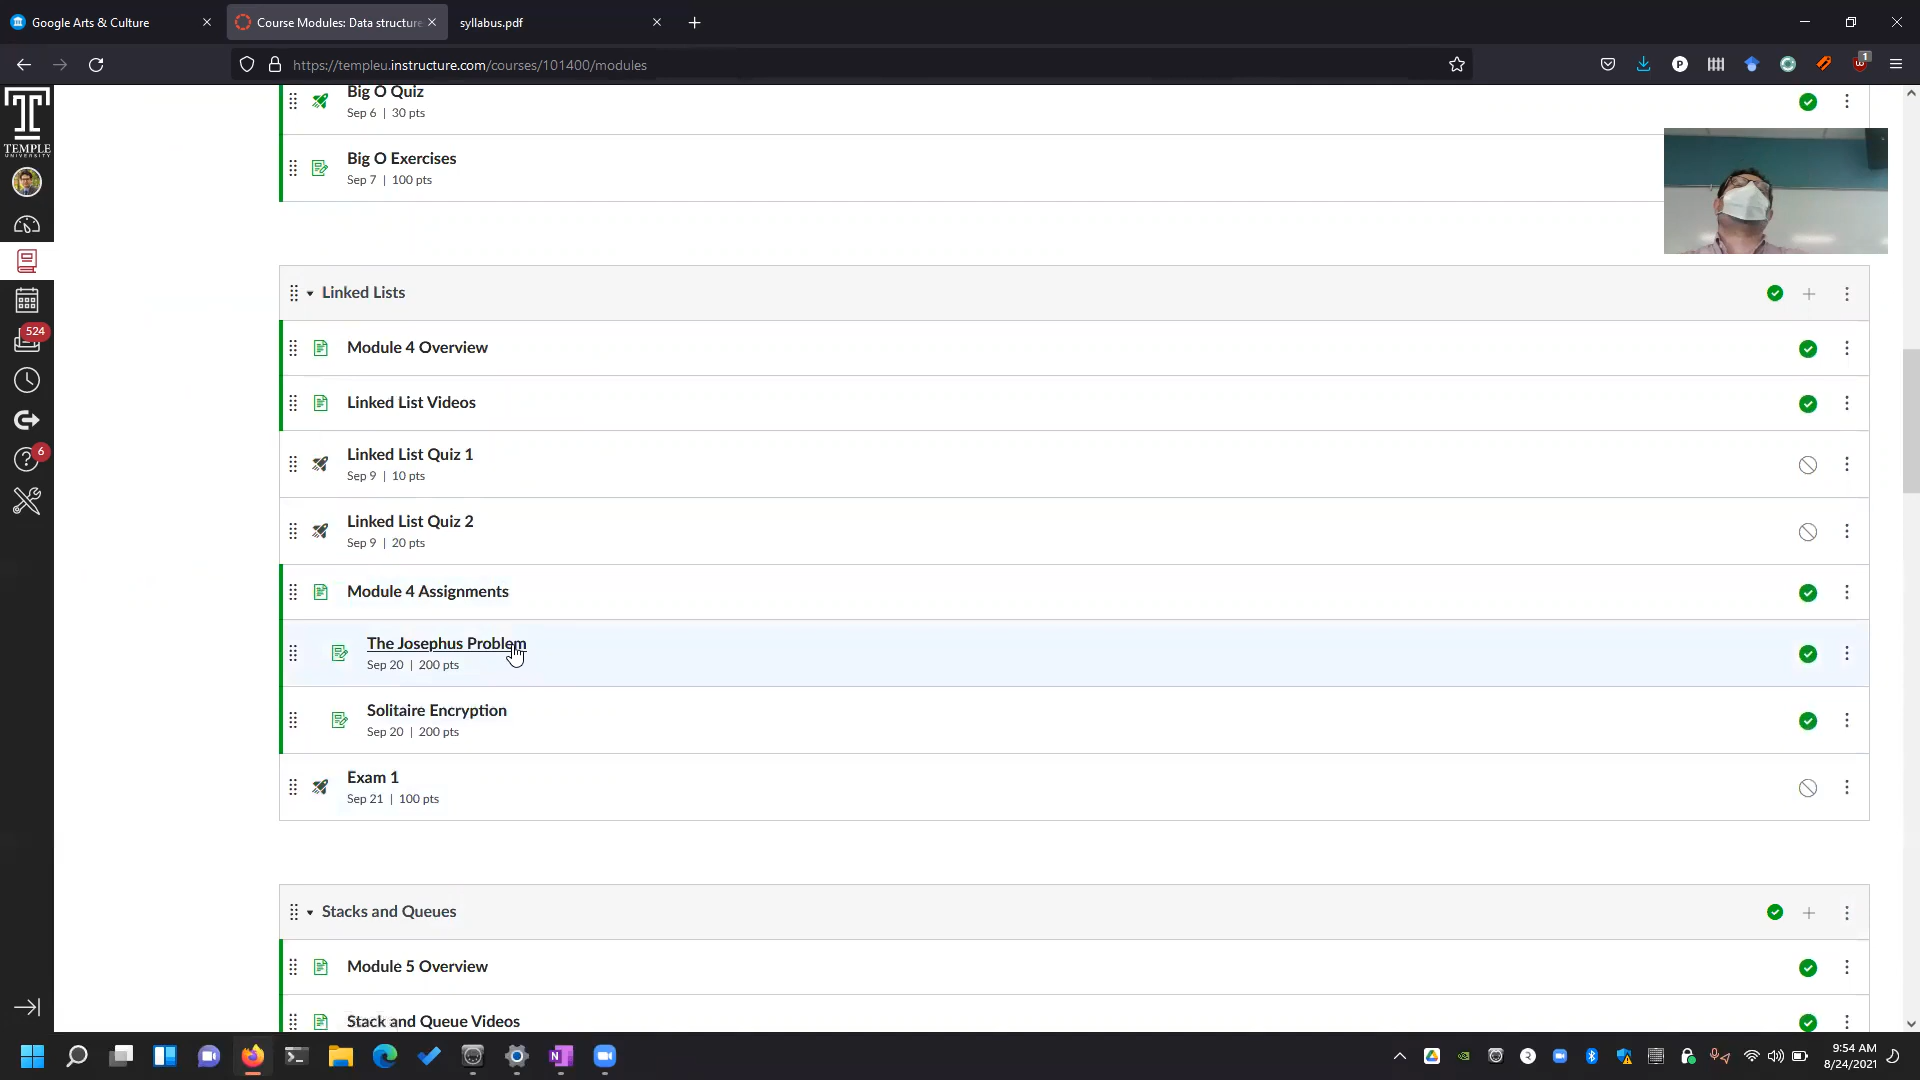 Google Arts & Culture
Course Modules: Data structure
syllabus.pdf
https://templeu.instructure.com/courses/101400/modules
1
TEMPLE
UNIVERSITY
524
6
Big O Quiz
Sep 6 | 30 pts
Big O Exercises
Sep 7 | 100 pts
Linked Lists
Module 4 Overview
Linked List Videos
Linked List Quiz 1
Sep 9 | 10 pts
Linked List Quiz 2
Sep 9 | 20 pts
Module 4 Assignments
The Josephus Problem
Sep 20 | 200 pts
Solitaire Encryption
Sep 20 | 200 pts
Exam 1
Sep 21 | 100 pts
Stacks and Queues
Module 5 Overview
Stack and Queue Videos
9:54 AM
8/24/2021